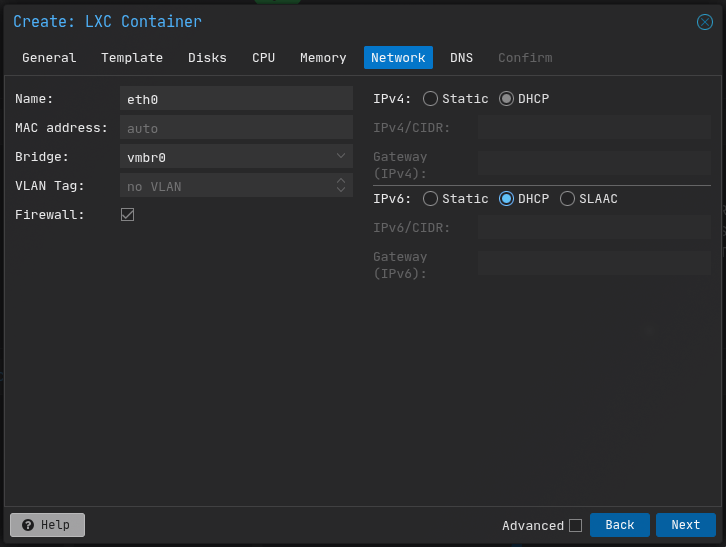 Create: LXC Container
General Template Disks CPU Memory Network DNS Confirm
Name: eth0
MAC address: auto
Bridge: vmbr0
VLAN Tag: no VLAN
Firewall:
IPv4: Static DHCP
IPv4/CIDR:
Gateway
(IPv4):
IPv6: Static DHCP SLAAC
IPv6/CIDR:
Gateway
(IPv6):
? Help
Advanced Back Next